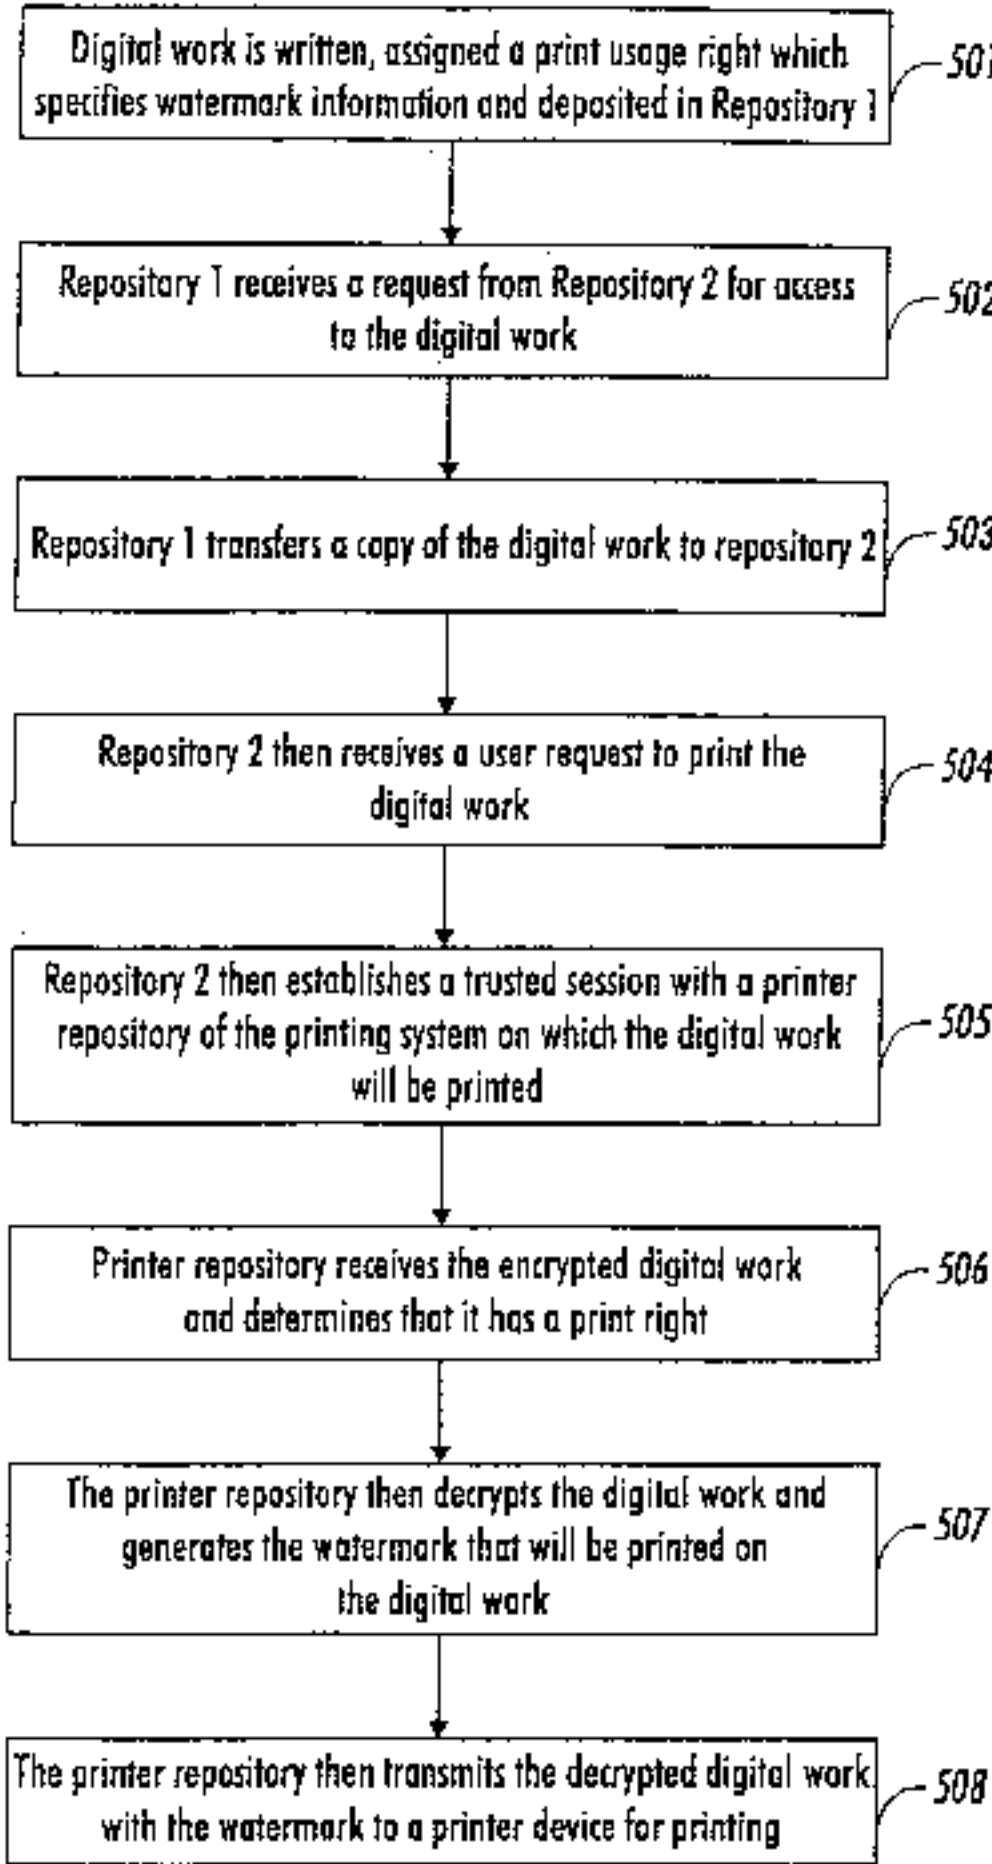 Digital work is written, assigned a print usage right which
specifies watermark information and deposited in Repository 1
501
Repository 1 receives a request from Repository 2 for access
to the digital work
502
Repository 1 transfers a copy of the digital work to repository 2
503
Repository 2 then receives a user request to print the
digital work
504
Repository 2 then establishes a trusted session with a printer
repository of the printing system on which the digital work
will be printed
505
Printer repository receives the encrypted digital work
and determines that it has a print right
506
The printer repository then decrypts the digital work and
generates the watermark that will be printed on
the digital work
507
The printer repository then transmits the decrypted digital work
with the watermark to a printer device for printing
508